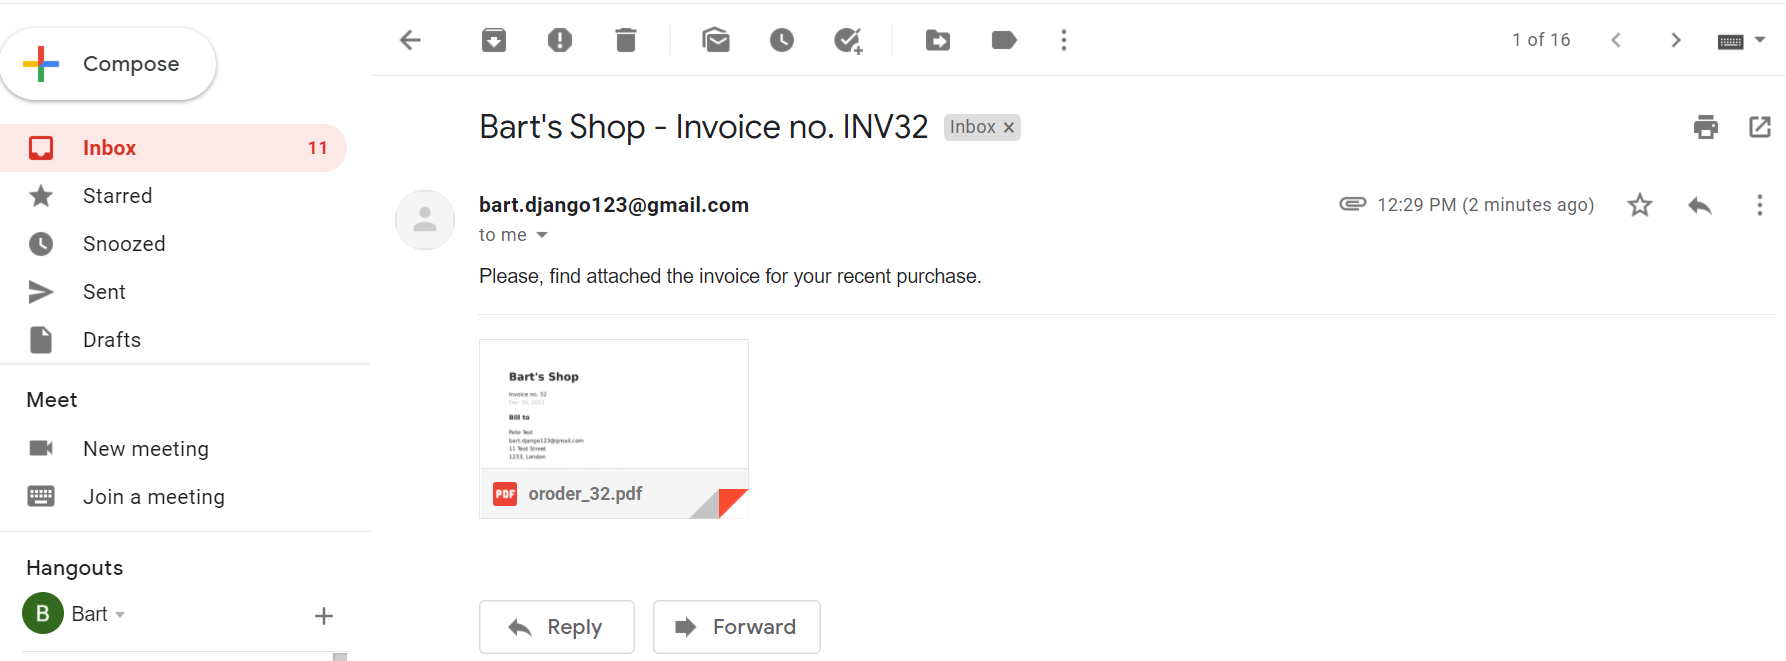 1 of 16
Compose
Inbox 11
Starred
Snoozed
Sent
Drafts
Meet
New meeting
Join a meeting
Hangouts
B Bart
Bart's Shop - Invoice no. INV32 Inbox ×
bart.django123@gmail.com
12:29 PM (2 minutes ago)
to me
Please, find attached the invoice for your recent purchase.
Bart's Shop
Invoice no. 32
Dec 30, 2021
Bill to
Pete Test
bart.django123@gmail.com
11 Test Street
1233, London
PDF oroder_32.pdf
Reply
Forward